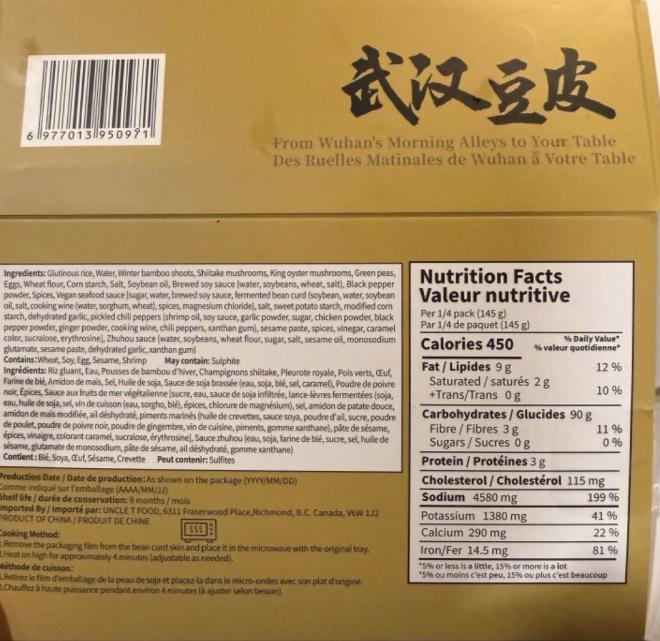 武汉豆皮
From Wuhan's Morning Alleys to Your Table
Des Ruelles Matinales de Wuhan ã Votre Table
6 977013 950971
Ingredients: Glutinous rice, Water, Winter bamboo shoots, Shiitake mushrooms, King oyster mushrooms, Green peas,
Eggs, Wheat flour, Corn starch, Salt, Soybean oil, Brewed soy sauce (water, soybeans, wheat, salt), Black pepper
powder, Spices, Vegan seafood sauce [sugar, water, brewed soy sauce, fermented bean curd (soybean, water, soybean
oil, salt, cooking wine (water, sorghum, wheat), spices, magnesium chloride), salt, sweet potato starch, modified corn
starch, dehydrated garlic, pickled chili peppers (shrimp oil, soy sauce, garlic powder, sugar, chicken powder, black
pepper powder, ginger powder, cooking wine, chili peppers, xanthan gum), sesame paste, spices, vinegar, caramel
color, sucralose, erythrosine], Zhuhou sauce (water, soybeans, wheat flour, sugar, salt, sesame oil, monosodium
glutamate, sesame paste, dehydrated garlic, xanthan gum)
Contains:Wheat, Soy, Egg, Sesame, Shrimp May contain: Sulphite
Ingrédients: Riz gluant, Eau, Pousses de bambou d'hiver, Champignons shiitake, Pleurote royale, Pois verts, Œuf,
Farine de blé, Amidon de maïs, Sel, Huile de soja, Sauce de soja brassée (eau, soja, blé, sel, caramel), Poudre de poivre
noir, Épices, Sauce aux fruits de mer végétalienne [sucre, eau, sauce de soja infiltrée, lance-lèvres fermentées (soja,
eau, huile de soja, sel, vin de cuisson (eau, sorgho, blé), épices, chlorure de magnésium), sel, amidon de patate douce,
amidon de maïs modifiée, ail déshydraté, piments marinés (huile de crevettes, sauce soya, poudre d'ail, sucre, poudre
de poulet, poudre de poivre noir, poudre de gingembre, vin de cuisine, piments, gomme xanthane), pâte de sésame,
épices, vinaigre, colorant caramel, sucralose, érythrosine], Sauce zhuhou (eau, soja, farine de blé, sucre, sel, huile de
sésame, glutamate de monosodium, pâte de sésame, ail déshydraté, gomme xanthane)
Contient: Blé, Soya, Œuf, Sésame, Crevette Peut contenir: Sulfites
Production Date / Date de production: As shown on the package (YYYY/MM/DD)
Comme indiqué sur l'emballage (AAAA/MM/JJ)
Shelf life / durée de conservation: 9 months / mois
Imported By / Importé par: UNCLE T FOOD, 6311 Fraserwood Place,Richmond, B.C. Canada, V6W 1J2
PRODUCT OF CHINA / PRODUIT DE CHINE
Cooking Method:
1.Remove the packaging film from the bean curd skin and place it in the microwave with the original tray.
2.Heat on high for approximately 4 minutes (adjustable as needed).
Méthode de cuisson:
1.Retirez le film d'emballage de la peau de soja et placez-la dans le micro-ondes avec son plat d'origine.
2.Chauffez à haute puissance pendant environ 4 minutes (à ajuster selon besoin).
Nutrition Facts
Valeur nutritive
Per 1/4 pack (145 g)
Par 1/4 de paquet (145 g)
Calories 450
% Daily Value*
% valeur quotidienne*
Fat / Lipides 9 g 12 %
Saturated / saturés 2 g
+Trans/Trans 0 g 10 %
Carbohydrates / Glucides 90 g
Fibre / Fibres 3 g 11 %
Sugars / Sucres 0 g 0 %
Protein / Protéines 3 g
Cholesterol / Cholestérol 115 mg
Sodium 4580 mg 199 %
Potassium 1380 mg 41 %
Calcium 290 mg 22 %
Iron/Fer 14.5 mg 81 %
*5% or less is a little, 15% or more is a lot
*5% ou moins c'est peu, 15% ou plus c'est beaucoup